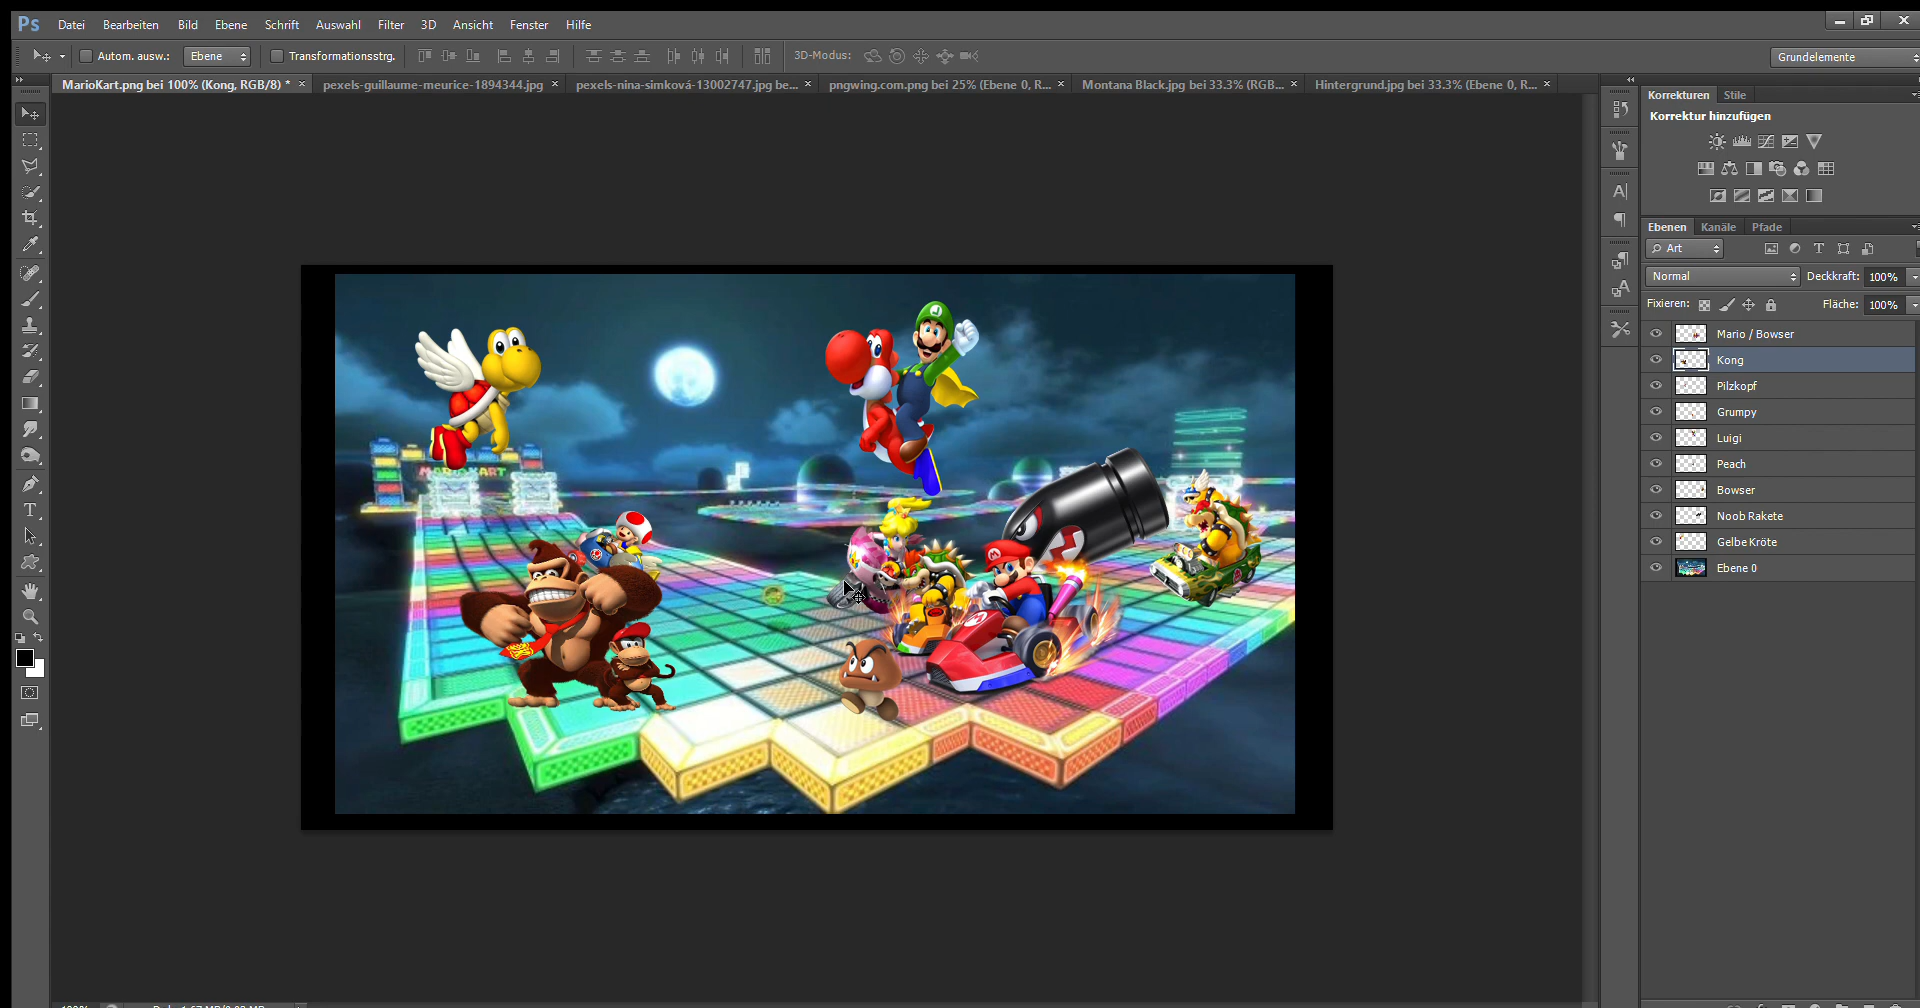 Ps Datei Bearbeiten Bild Ebene Schrift Auswahl Filter 3D Ansicht Fenster Hilfe
Autom. ausw.: Ebene Transformationsstrg. 3D-Modus: Grundelemente
MarioKart.png bei 100% (Kong, RGB/8) * × pexels-guillaume-meurice-1894344.jpg × pexels-nina-simková-13002747.jpg be... × pngwing.com.png bei 25% (Ebene 0, R... × Montana Black.jpg bei 33.3% (RGB... × Hintergrund.jpg bei 33.3% (Ebene 0, R... ×
Korrekturen Stile
Korrektur hinzufügen
Ebenen Kanäle Pfade
Art
Normal Deckkraft: 100%
Fixieren: Fläche: 100%
Mario / Bowser
Kong
Pilzkopf
Grumpy
Luigi
Peach
Bowser
Noob Rakete
Gelbe Kröte
Ebene 0
MARIO KART